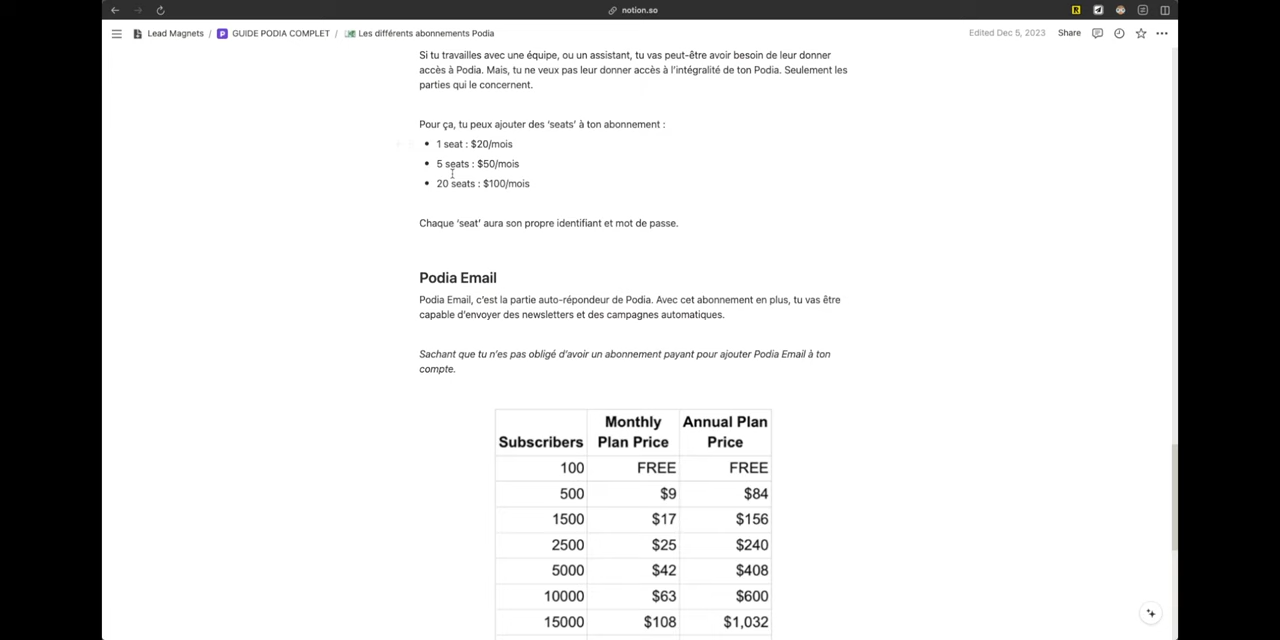 notion.so
Lead Magnets / GUIDE PODIA COMPLET / Les différents abonnements Podia
Edited Dec 5, 2023 Share
Si tu travailles avec une équipe, ou un assistant, tu vas peut-être avoir besoin de leur donner
accès à Podia. Mais, tu ne veux pas leur donner accès à l'intégralité de ton Podia. Seulement les
parties qui le concernent.
Pour ça, tu peux ajouter des 'seats' à ton abonnement :
• 1 seat : $20/mois
• 5 seats : $50/mois
• 20 seats : $100/mois
Chaque 'seat' aura son propre identifiant et mot de passe.
Podia Email
Podia Email, c'est la partie auto-répondeur de Podia. Avec cet abonnement en plus, tu vas être
capable d'envoyer des newsletters et des campagnes automatiques.
Sachant que tu n'es pas obligé d'avoir un abonnement payant pour ajouter Podia Email à ton
compte.
Subscribers Monthly Plan Price Annual Plan Price
100 FREE FREE
500 $9 $84
1500 $17 $156
2500 $25 $240
5000 $42 $408
10000 $63 $600
15000 $108 $1,032